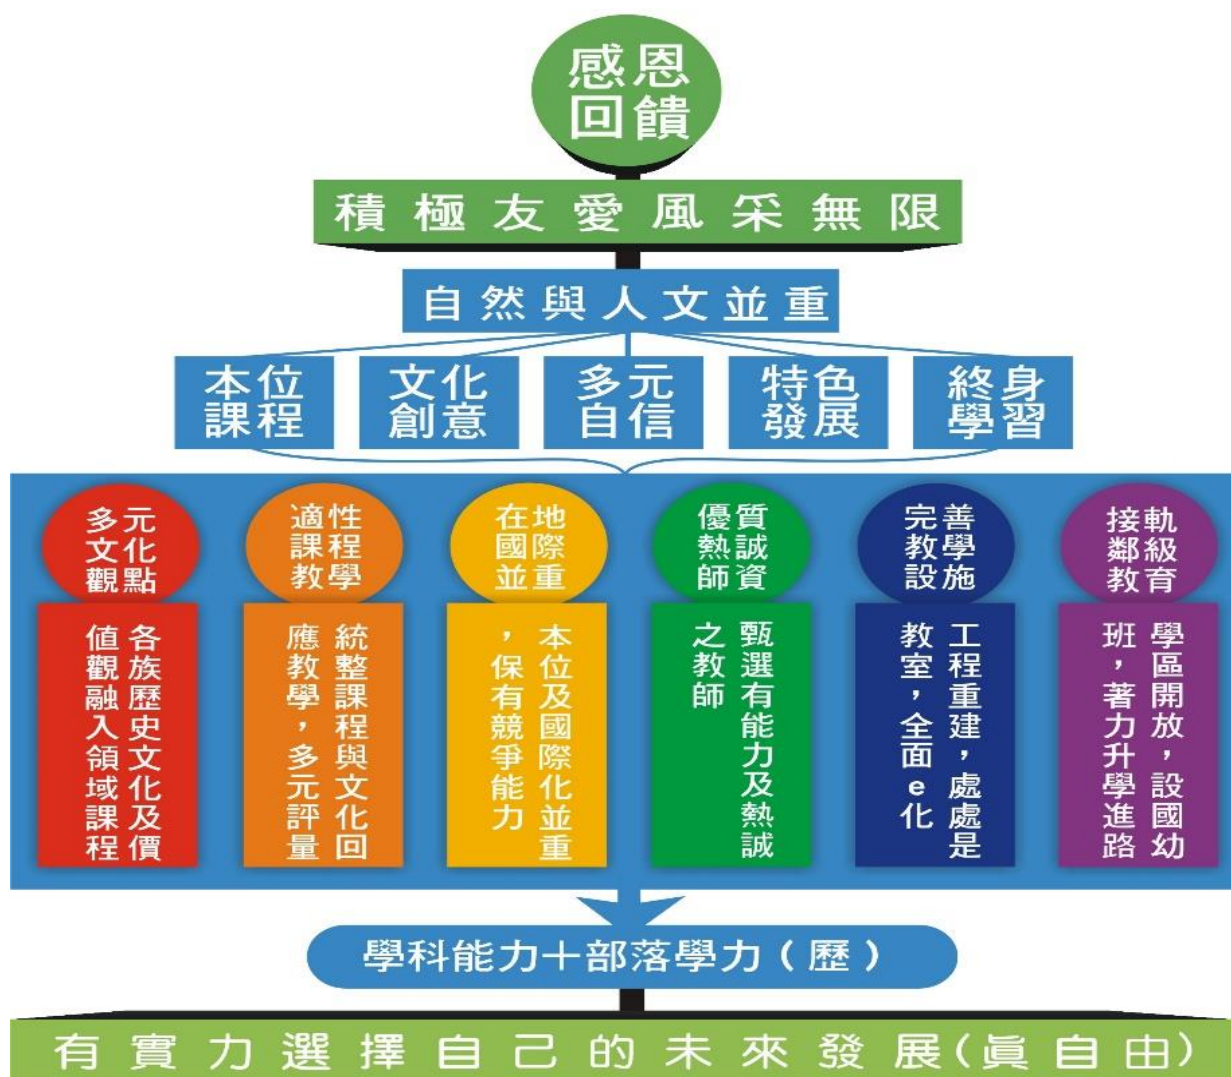 感恩
回饋
積極友愛風采無限
自然與人文並重
本位
課程
文化
創意
多元
自信
特色
發展
終身
學習
多元
文化
觀點
各族歷史文化及價
值觀融入領域課程
適性
課程
教學
統整課程與文化回
應教學，多元評量
在地
國際
並重
本位及國際化並重
，保有競爭能力
優質
熱誠
師資
甄選有能力及熱誠
之教師
完善
教學
設施
工程重建，處處是
教室，全面e化
接軌
鄰級
教育
學區開放，設國幼
班，著力升學進路
學科能力＋部落學力（歷）
有實力選擇自己的未來發展(真自由)